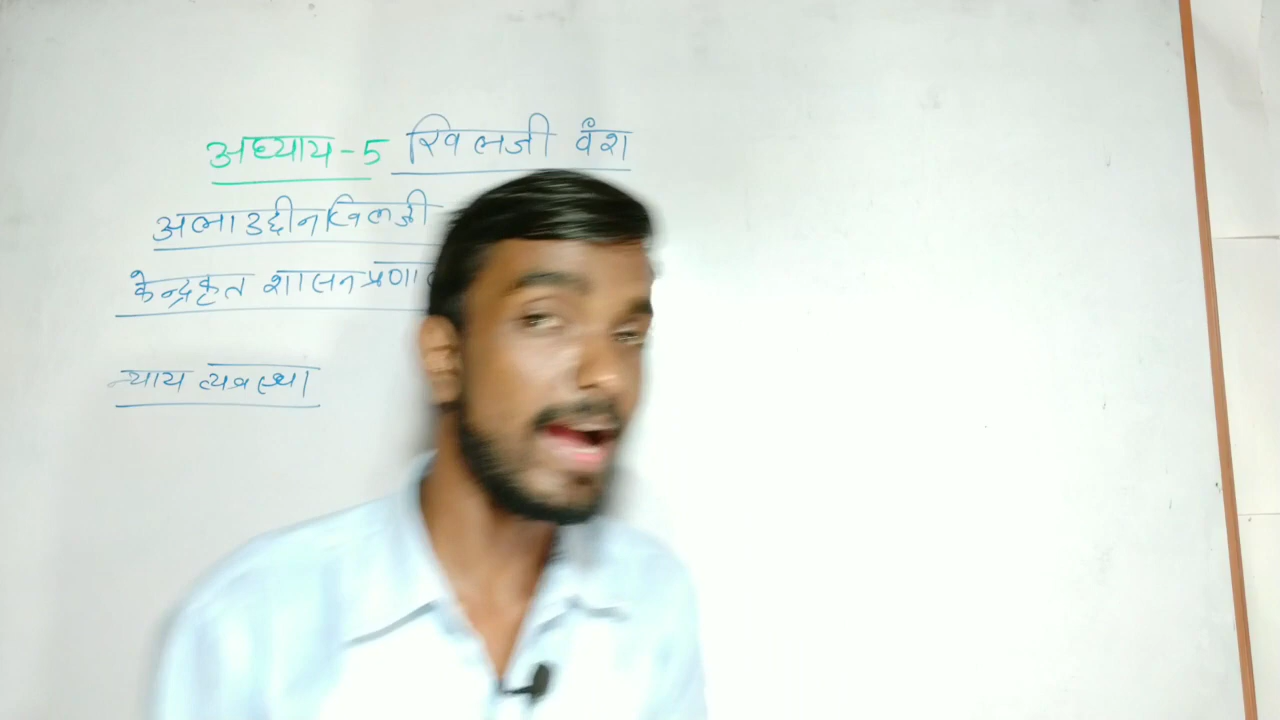 अध्याय-5 खिलजी वंश
अलाउद्दीन खिलजी
केन्द्रकृत शासन प्रणा
न्याय व्यवस्था